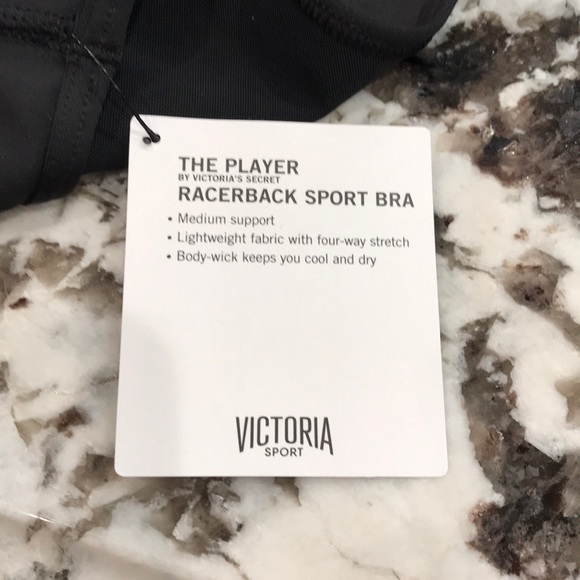 THE PLAYER
BY VICTORIA'S SECRET
RACERBACK SPORT BRA
• Medium support
• Lightweight fabric with four-way stretch
• Body-wick keeps you cool and dry
VICTORIA
SPORT